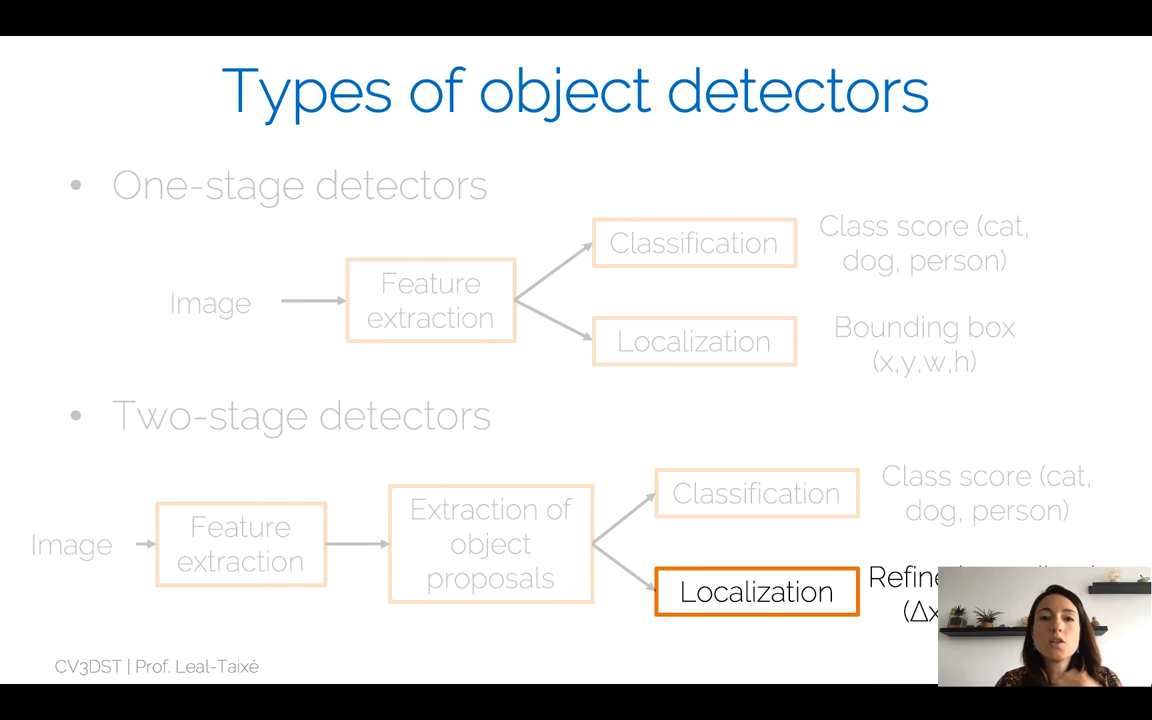 Types of object detectors
• One-stage detectors
Image
Feature
extraction
Classification
Class score (cat,
dog, person)
Localization
Bounding box
(x,y,w,h)
• Two-stage detectors
Image
Feature
extraction
Extraction of
object
proposals
Classification
Class score (cat,
dog, person)
Localization
CV3DST | Prof. Leal-Taixé